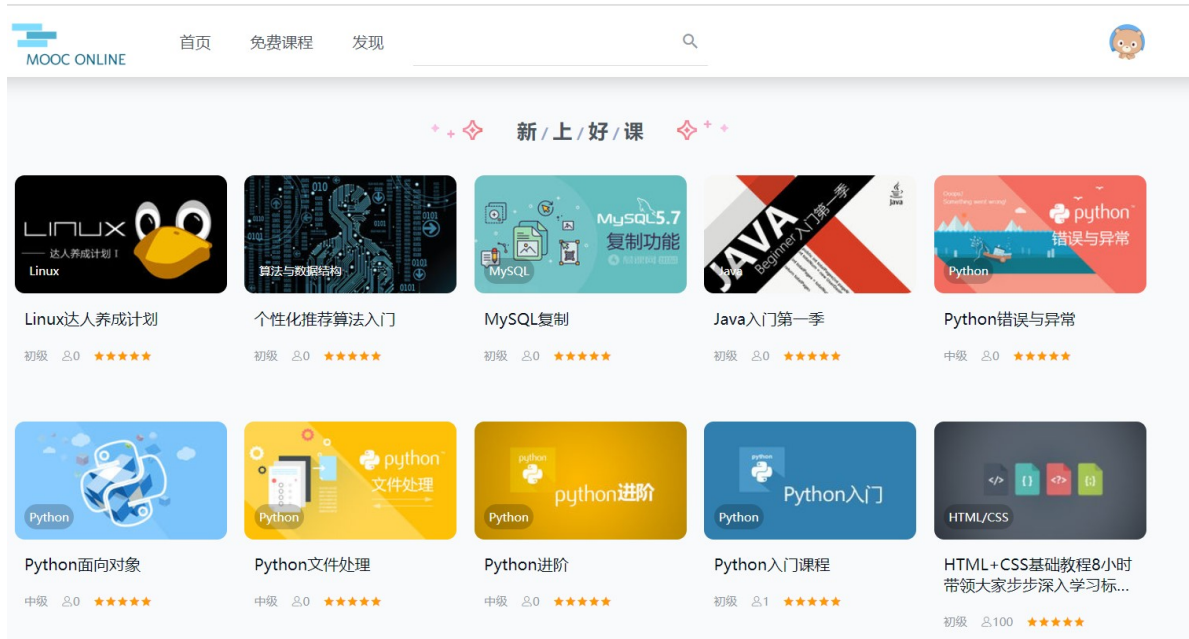 MOOC ONLINE
首页 免费课程 发现
新/上/好/课
LINUX
达人养成计划 I
Linux
010
0101
0101
0101
算法与数据结构
MySQL5.7
复制功能
MySQL
JAVA
Beginner 入门第一季
Java
Java
Ooops!
Something went wrong!
python
错误与异常
Python
Linux达人养成计划
初级 0 ★★★★★
个性化推荐算法入门
初级 0 ★★★★★
MySQL复制
初级 0 ★★★★★
Java入门第一季
初级 0 ★★★★★
Python错误与异常
中级 0 ★★★★★
Python
python
文件处理
Python
python
python进阶
Python
python
Python入门
Python
</>
{}
<?>
{;}
HTML/CSS
Python面向对象
中级 0 ★★★★★
Python文件处理
中级 0 ★★★★★
Python进阶
中级 0 ★★★★★
Python入门课程
初级 1 ★★★★★
HTML+CSS基础教程8小时
带领大家步步深入学习标...
初级 100 ★★★★★